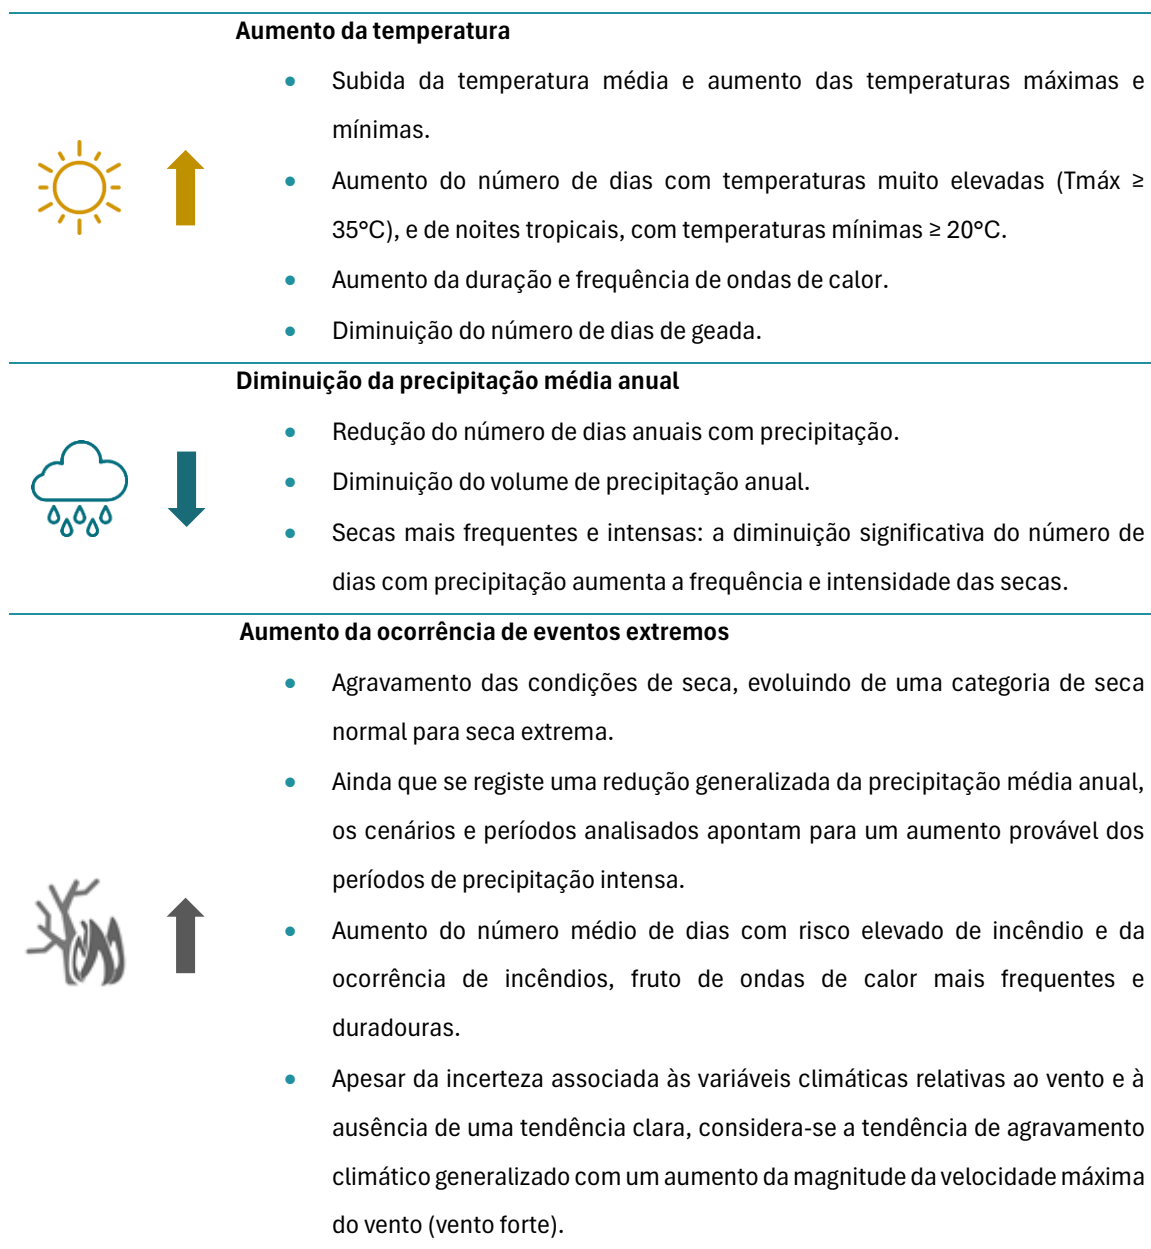 Aumento da temperatura
• Subida da temperatura média e aumento das temperaturas máximas e
mínimas.
• Aumento do número de dias com temperaturas muito elevadas (Tmáx ≥
35°C), e de noites tropicais, com temperaturas mínimas ≥ 20°C.
• Aumento da duração e frequência de ondas de calor.
• Diminuição do número de dias de geada.
Diminuição da precipitação média anual
• Redução do número de dias anuais com precipitação.
• Diminuição do volume de precipitação anual.
• Secas mais frequentes e intensas: a diminuição significativa do número de
dias com precipitação aumenta a frequência e intensidade das secas.
Aumento da ocorrência de eventos extremos
• Agravamento das condições de seca, evoluindo de uma categoria de seca
normal para seca extrema.
• Ainda que se registe uma redução generalizada da precipitação média anual,
os cenários e períodos analisados apontam para um aumento provável dos
períodos de precipitação intensa.
• Aumento do número médio de dias com risco elevado de incêndio e da
ocorrência de incêndios, fruto de ondas de calor mais frequentes e
duradouras.
• Apesar da incerteza associada às variáveis climáticas relativas ao vento e à
ausência de uma tendência clara, considera-se a tendência de agravamento
climático generalizado com um aumento da magnitude da velocidade máxima
do vento (vento forte).